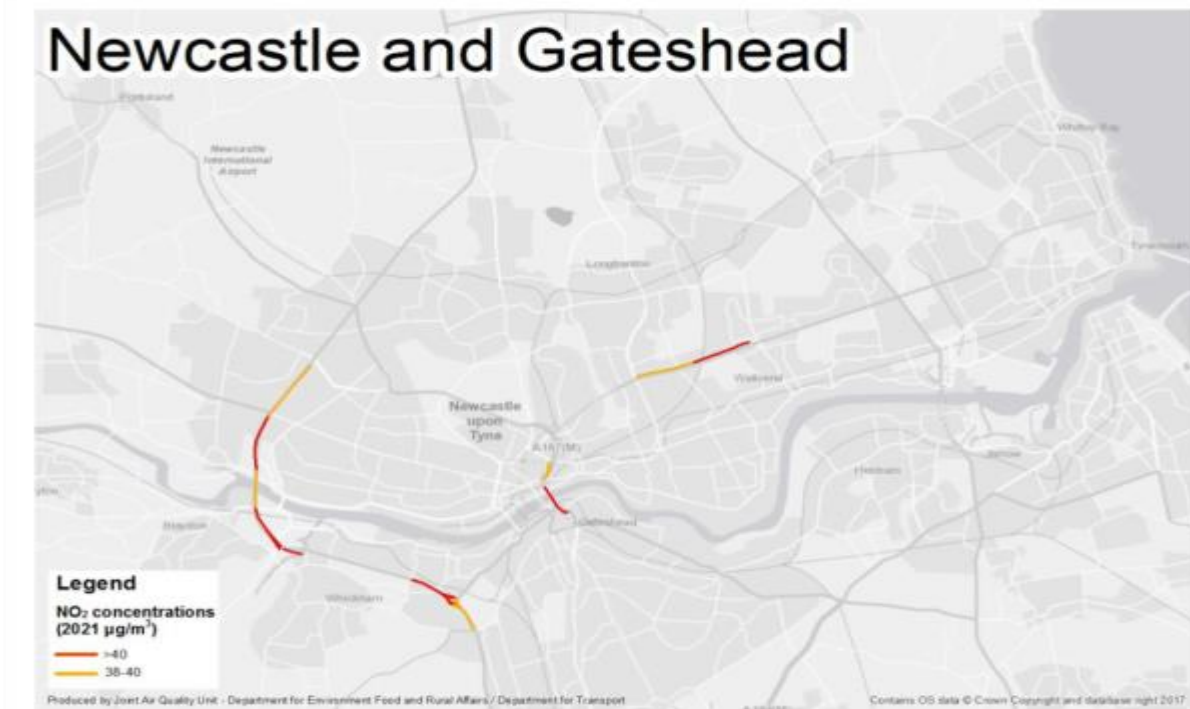 Newcastle and Gateshead
Ponteland
Newcastle
International
Airport
Whitley Bay
Tynemouth
Longbenton
Wallsend
Newcastle
upon
Tyne
A167(M)
Jarrow
Hebburn
Gateshead
Blaydon
Whickham
Legend
NO₂ concentrations
(2021 µg/m³)
>40
38-40
Produced by Joint Air Quality Unit - Department for Environment Food and Rural Affairs / Department for Transport
Contains OS data © Crown Copyright and database right 2017